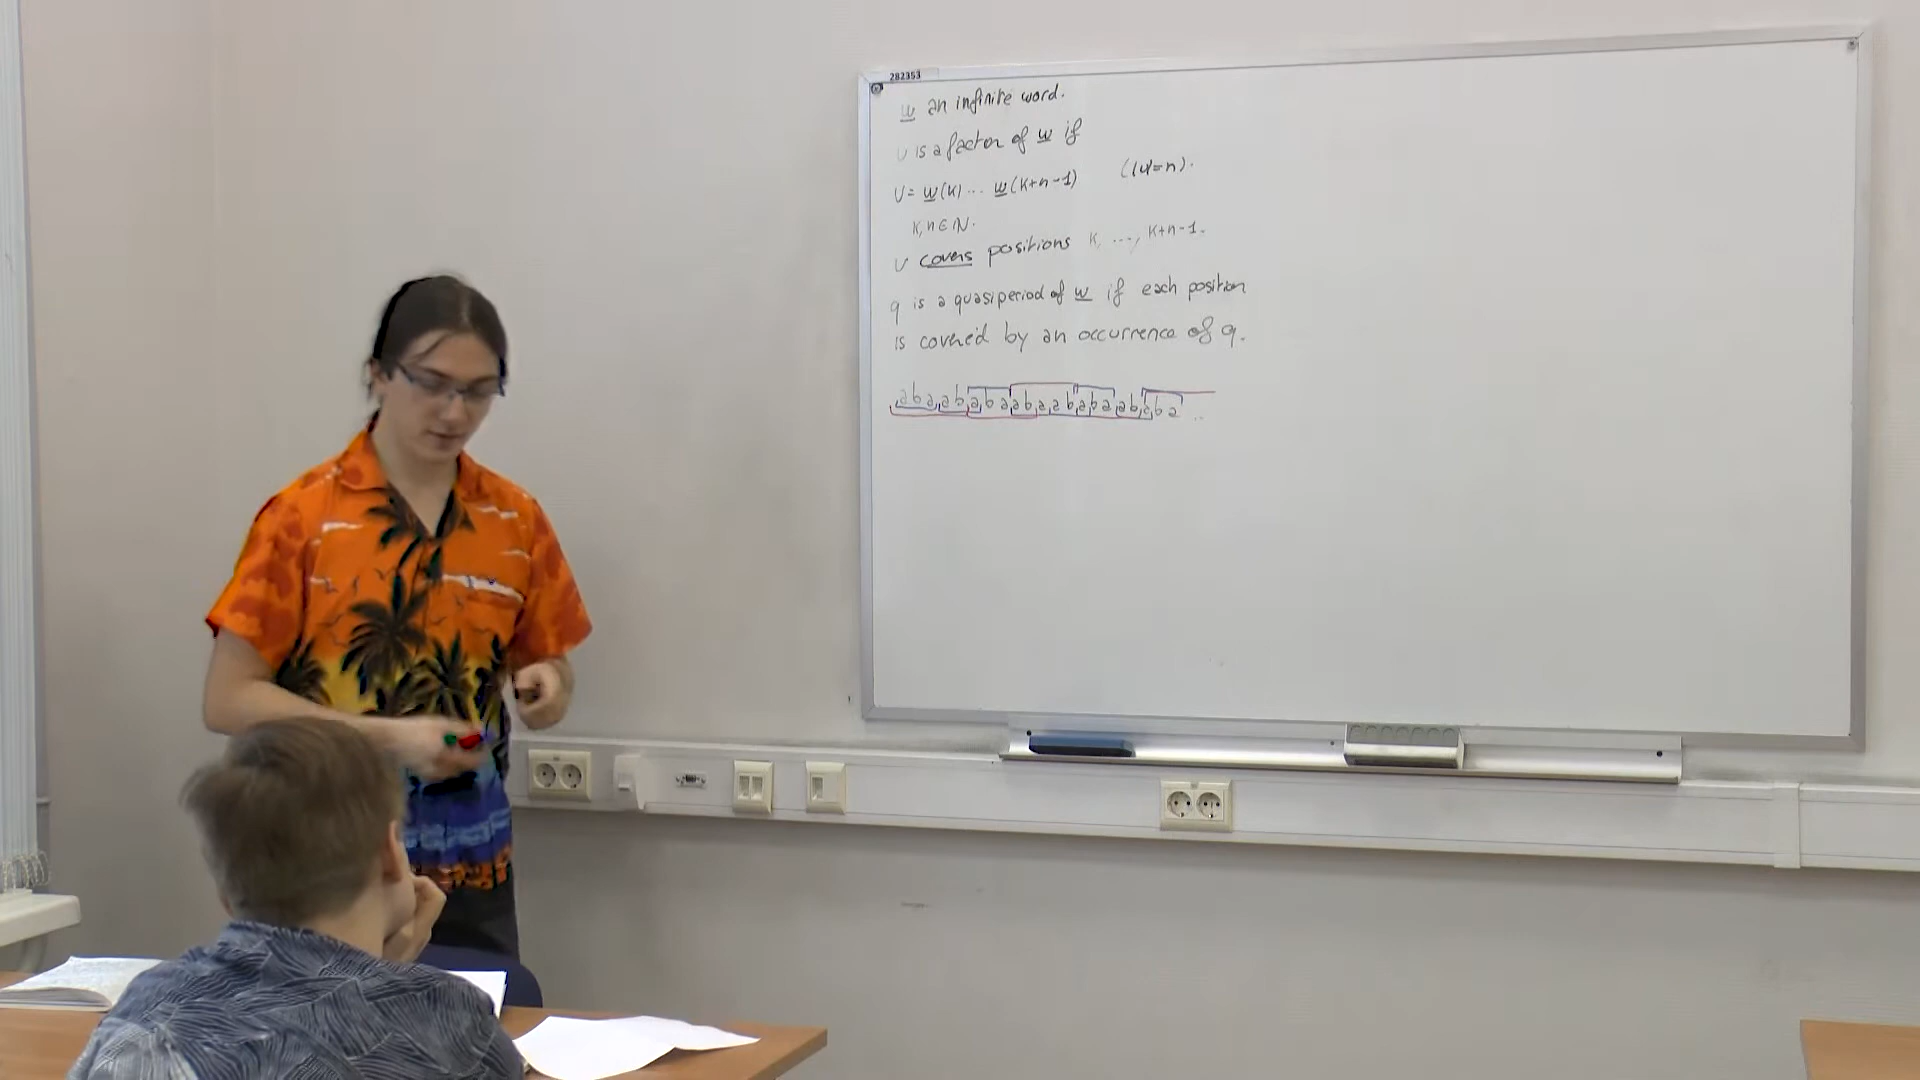 282353
w an infinite word.
U is a factor of w if
U = w(k) ... w(k+n-1) (|u|=n).
k, n ∈ N.
U covers positions k, ..., k+n-1.
q is a quasiperiod of w if each position
is covered by an occurrence of q.